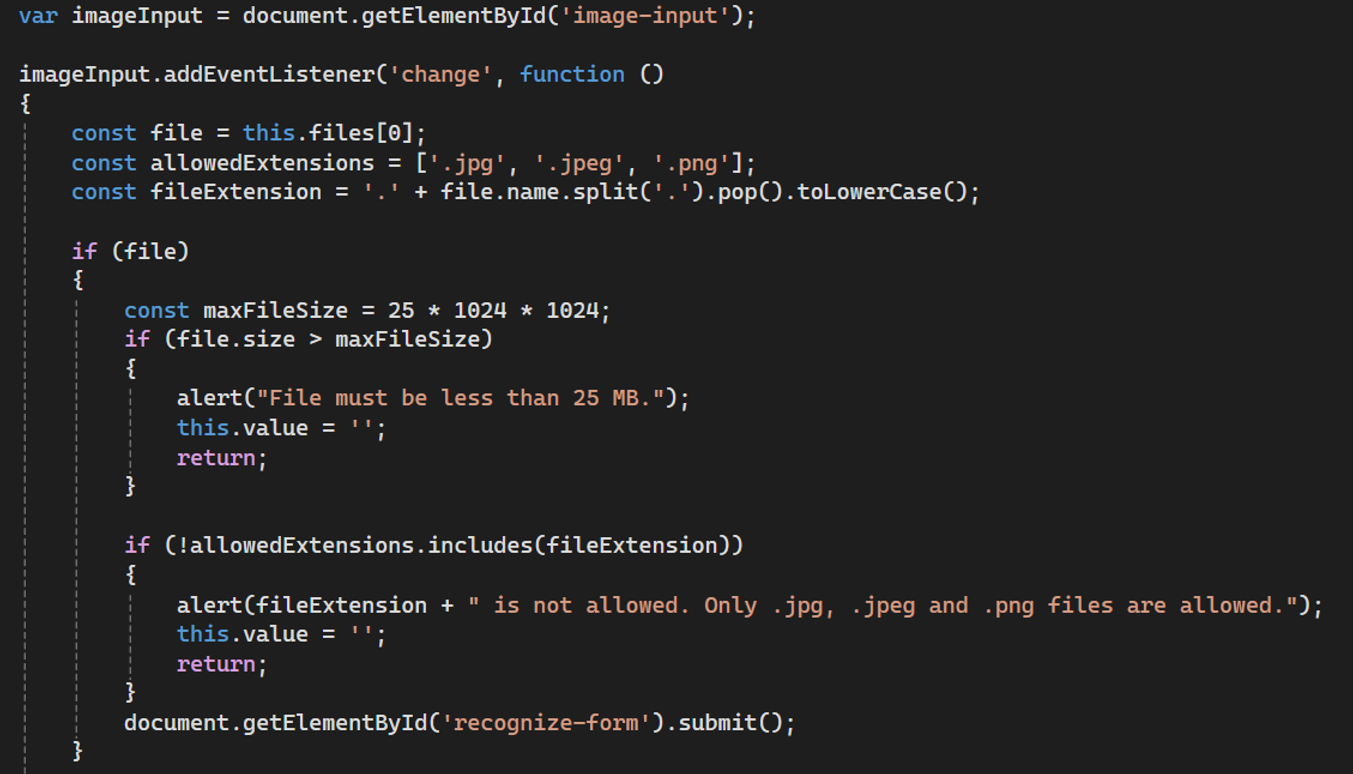 var imageInput = document.getElementById('image-input');
imageInput.addEventListener('change', function ()
{
const file = this.files[0];
const allowedExtensions = ['.jpg', '.jpeg', '.png'];
const fileExtension = '.' + file.name.split('.').pop().toLowerCase();
if (file)
{
const maxFileSize = 25 * 1024 * 1024;
if (file.size > maxFileSize)
{
alert("File must be less than 25 MB.");
this.value = '';
return;
}
if (!allowedExtensions.includes(fileExtension))
{
alert(fileExtension + " is not allowed. Only .jpg, .jpeg and .png files are allowed.");
this.value = '';
return;
}
document.getElementById('recognize-form').submit();
}